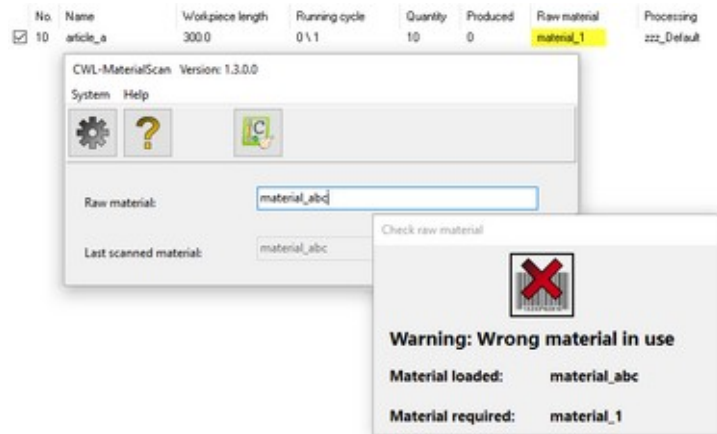 No. Name Workpiece length Running cycle Quantity Produced Raw material Processing
10 article_a 300.0 0 \ 1 10 0 material_1 zzz_Default
CWL-MaterialScan Version: 1.3.0.0
System Help
Raw material: material_abc
Last scanned material: material_abc
Check raw material
Warning: Wrong material in use
Material loaded: material_abc
Material required: material_1